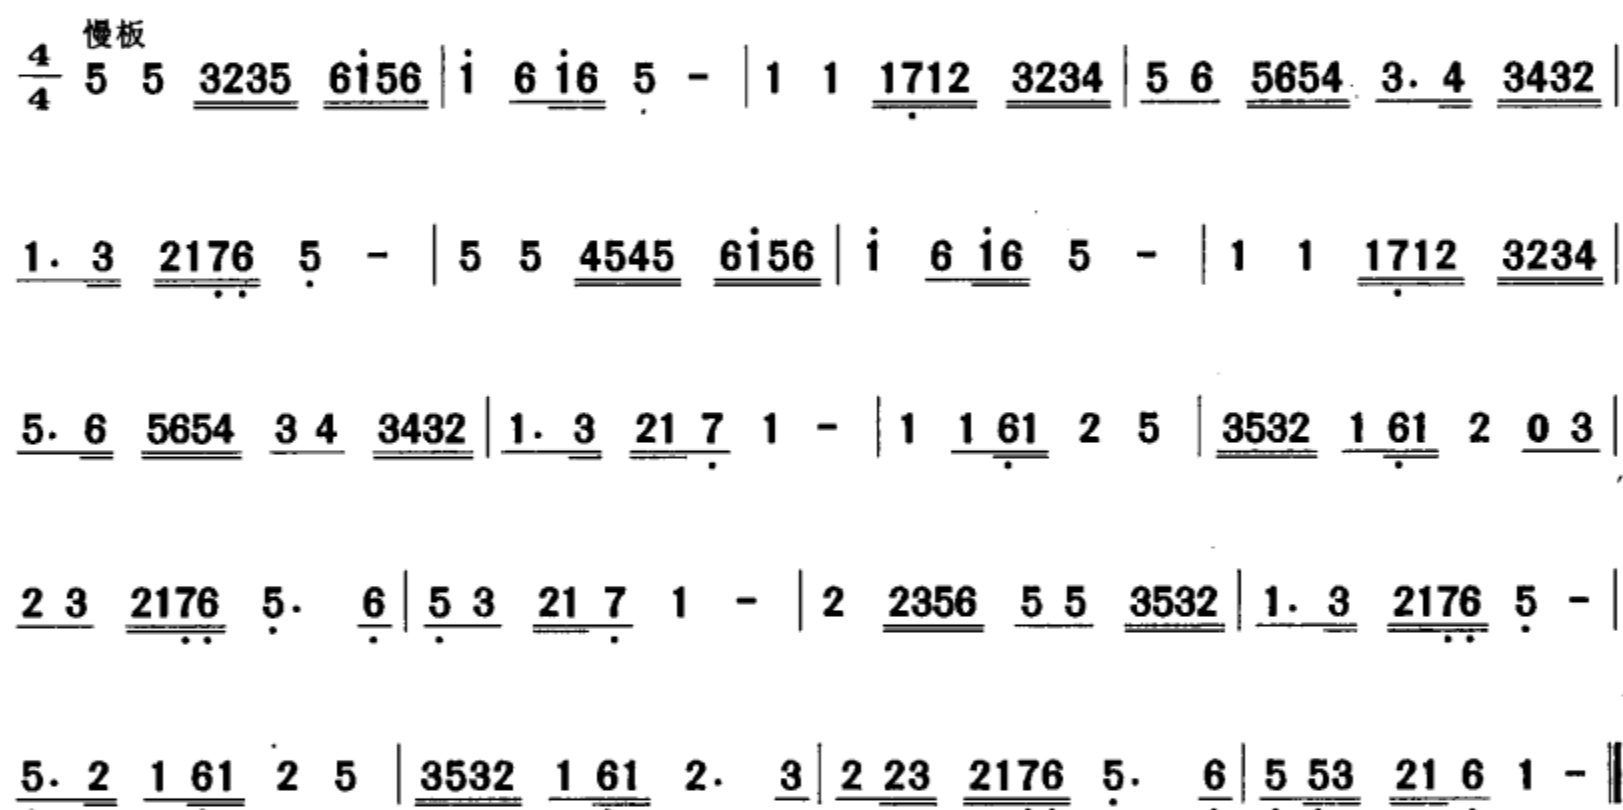 慢板
4/4 5 5 3235 6i56 | i 6 i6 5 - | 1 1 1712 3234 | 5 6 5654 3. 4 3432 |
1. 3 2176 5 - | 5 5 4545 6i56 | i 6 i6 5 - | 1 1 1712 3234 |
5. 6 5654 3 4 3432 | 1. 3 21 7 1 - | 1 1 61 2 5 | 3532 1 61 2 0 3 |
2 3 2176 5. 6 | 5 3 21 7 1 - | 2 2356 5 5 3532 | 1. 3 2176 5 - |
5. 2 1 61 2 5 | 3532 1 61 2. 3 | 2 23 2176 5. 6 | 5 53 21 6 1 - ‖